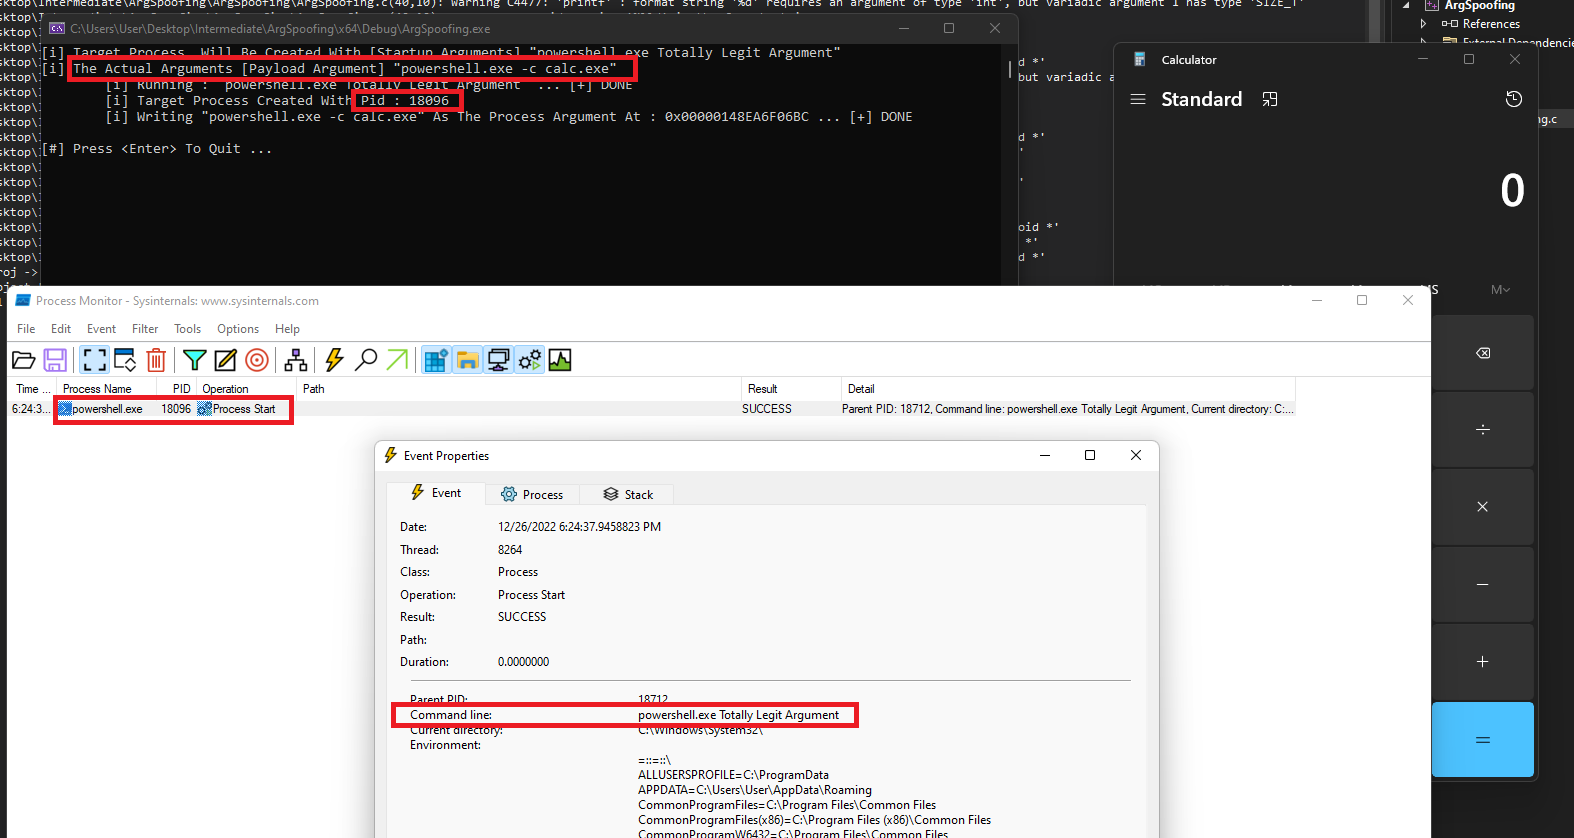 sktop\Intermediate\ArgSpoofing\ArgSpoofing\ArgSpoofing.c(40,10): warning C4477: 'printf' : format string '%d' requires an argument of type 'int', but variadic argument 1 has type 'SIZE_T'
ArgSpoofing
References
External Dependencie
C:\Users\User\Desktop\Intermediate\ArgSpoofing\x64\Debug\ArgSpoofing.exe
[i] Target Process Will Be Created With [Startup Arguments] "powershell.exe Totally Legit Argument"
[i] The Actual Arguments [Payload Argument] "powershell.exe -c calc.exe"
[i] Running : "powershell.exe Totally Legit Argument" ... [+] DONE
[i] Target Process Created With Pid : 18096
[i] Writing "powershell.exe -c calc.exe" As The Process Argument At : 0x00000148EA6F06BC ... [+] DONE
[#] Press <Enter> To Quit ...
but variadic a
ng.c
Calculator
Standard
0
MS
M
Process Monitor - Sysinternals: www.sysinternals.com
File Edit Event Filter Tools Options Help
Time ... Process Name PID Operation Path Result Detail
6:24:3... powershell.exe 18096 Process Start SUCCESS Parent PID: 18712, Command line: powershell.exe Totally Legit Argument, Current directory: C:...
Event Properties
Event Process Stack
Date: 12/26/2022 6:24:37.9458823 PM
Thread: 8264
Class: Process
Operation: Process Start
Result: SUCCESS
Path:
Duration: 0.0000000
Parent PID: 18712
Command line: powershell.exe Totally Legit Argument
Current directory: C:\Windows\System32\
Environment:
=::=::\
ALLUSERSPROFILE=C:\ProgramData
APPDATA=C:\Users\User\AppData\Roaming
CommonProgramFiles=C:\Program Files\Common Files
CommonProgramFiles(x86)=C:\Program Files (x86)\Common Files
CommonProgramW6432=C:\Program Files\Common Files
÷
×
−
+
=